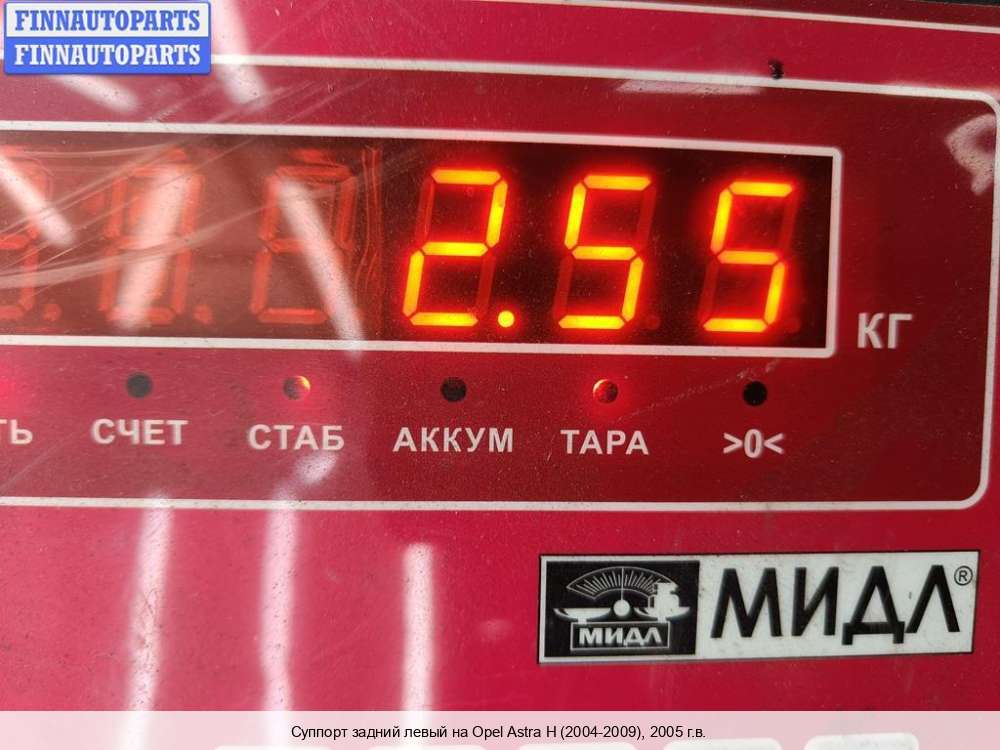 FINNAUTOPARTS
FINNAUTOPARTS
2.55
КГ
СЧЕТ СТАБ АККУМ ТАРА >0<
МИДЛ МИДЛ®
Суппорт задний левый на Opel Astra H (2004-2009), 2005 г.в.